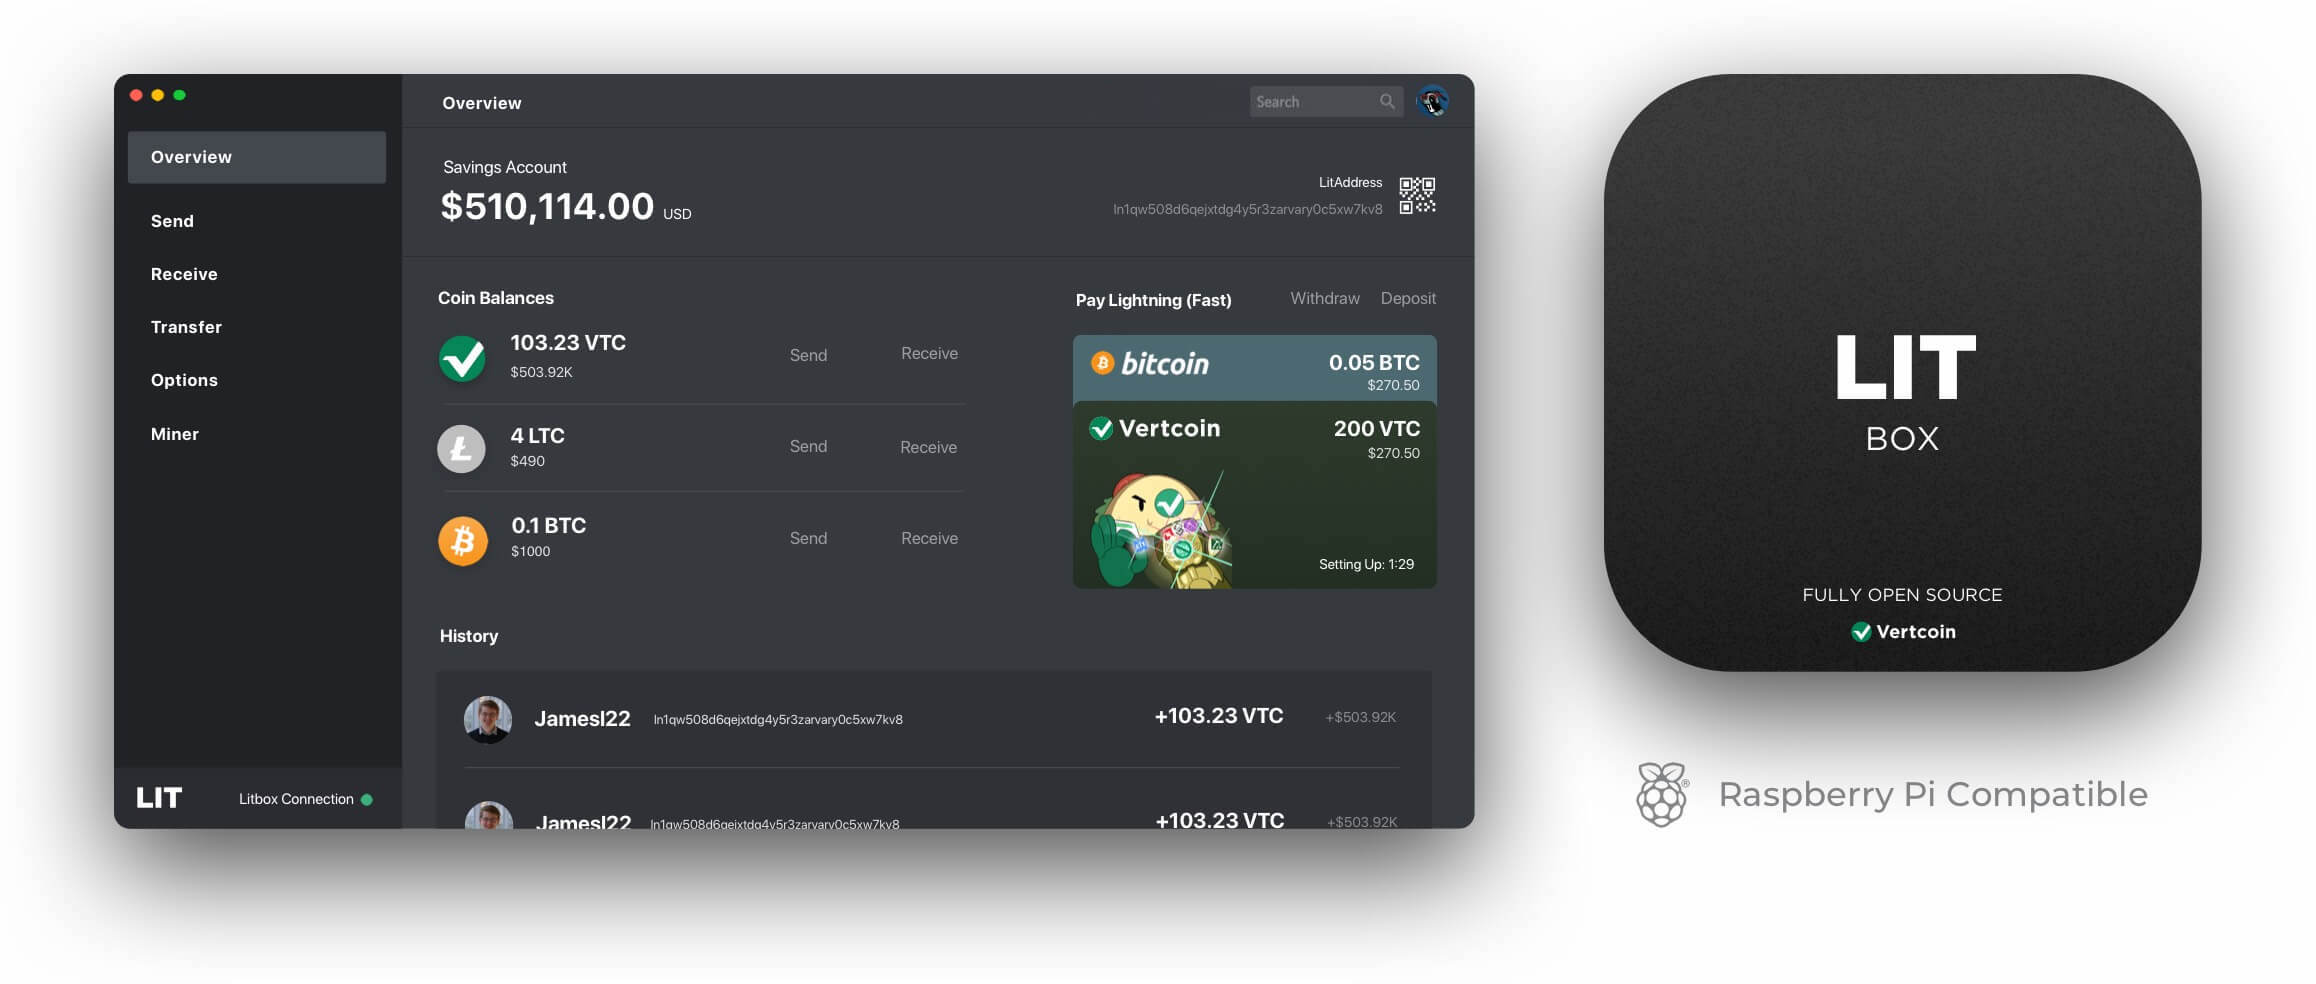 Overview
Send
Receive
Transfer
Options
Miner
LIT
Litbox Connection
Overview
Search
Savings Account
$510,114.00 USD
LitAddress
ln1qw508d6qejxtdg4y5r3zarvary0c5xw7kv8
Coin Balances
103.23 VTC
$503.92K
Send
Receive
4 LTC
$490
Send
Receive
0.1 BTC
$1000
Send
Receive
Pay Lightning (Fast)
Withdraw
Deposit
bitcoin
0.05 BTC
$270.50
Vertcoin
200 VTC
$270.50
Setting Up: 1:29
History
Jamesl22 ln1qw508d6qejxtdg4y5r3zarvary0c5xw7kv8 +103.23 VTC +$503.92K
Jamesl22 ln1qw508d6qejxtdg4y5r3zarvary0c5xw7kv8 +103.23 VTC +$503.92K
LIT
BOX
FULLY OPEN SOURCE
Vertcoin
Raspberry Pi Compatible